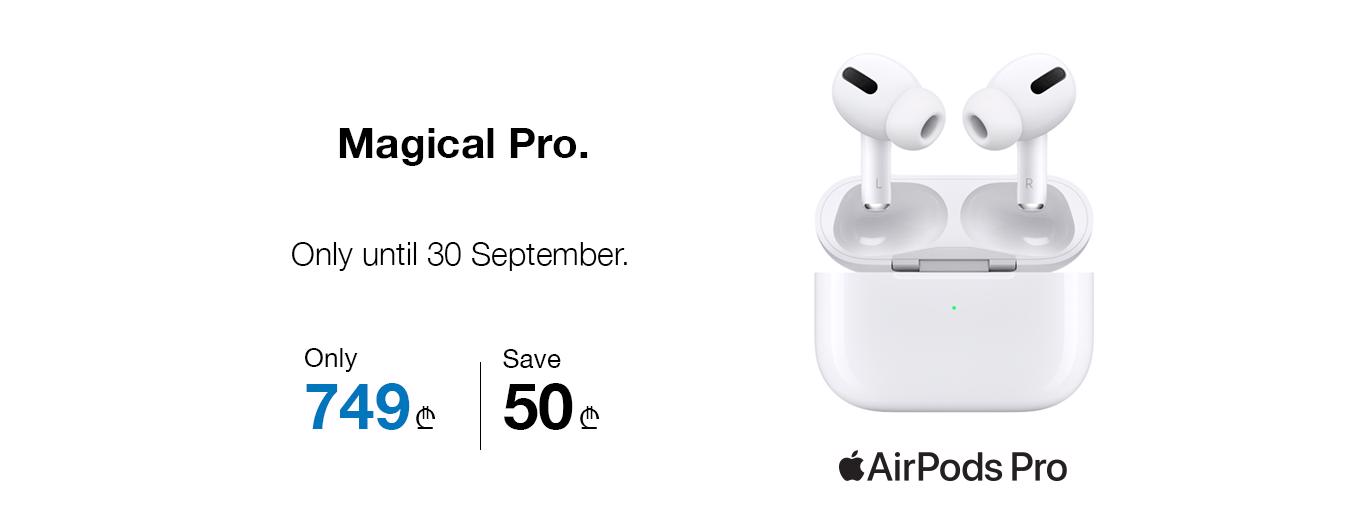 Magical Pro.
Only until 30 September.
Only
749 ₾
Save
50 ₾
L
R
AirPods Pro